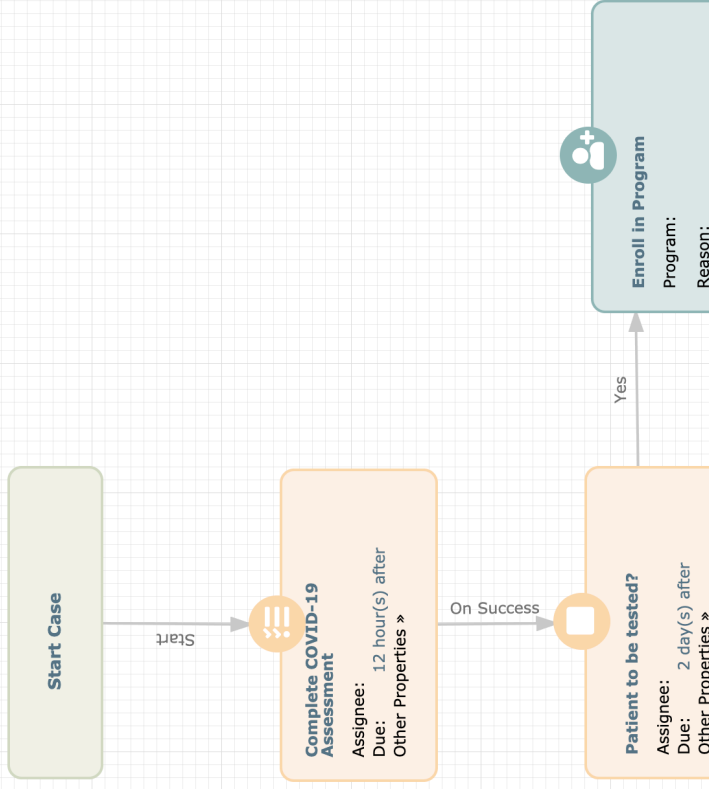 Start Case
Start
Complete COVID-19
Assessment
Assignee:
Due: 12 hour(s) after
Other Properties »
On Success
Patient to be tested?
Assignee:
Due: 2 day(s) after
Other Properties »
Yes
Enroll in Program
Program:
Reason: